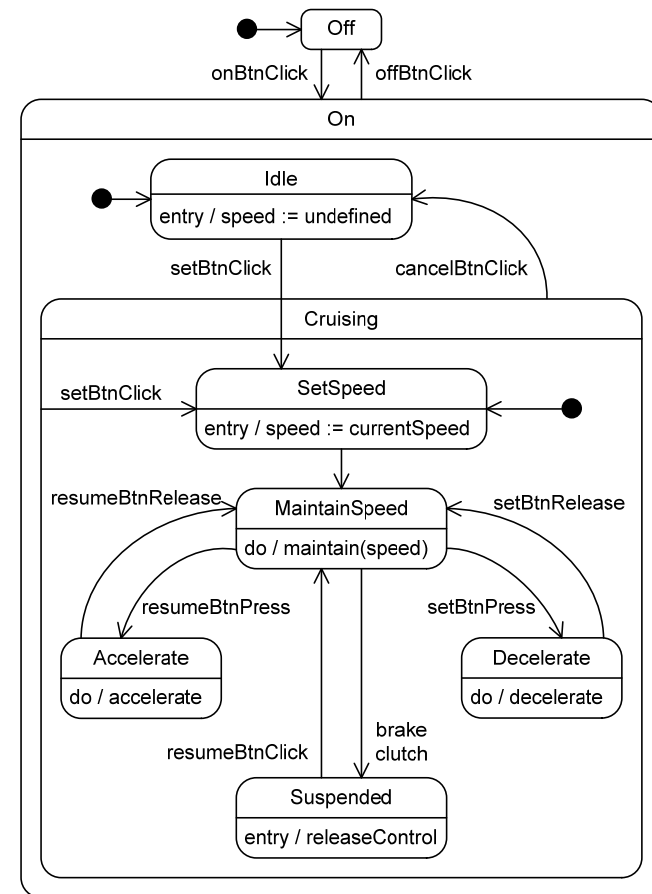 Off
onBtnClick
offBtnClick
On
Idle
entry / speed := undefined
setBtnClick
cancelBtnClick
Cruising
SetSpeed
setBtnClick
entry / speed := currentSpeed
resumeBtnRelease
MaintainSpeed
setBtnRelease
do / maintain(speed)
resumeBtnPress
setBtnPress
Accelerate
do / accelerate
Decelerate
do / decelerate
brake
clutch
resumeBtnClick
Suspended
entry / releaseControl